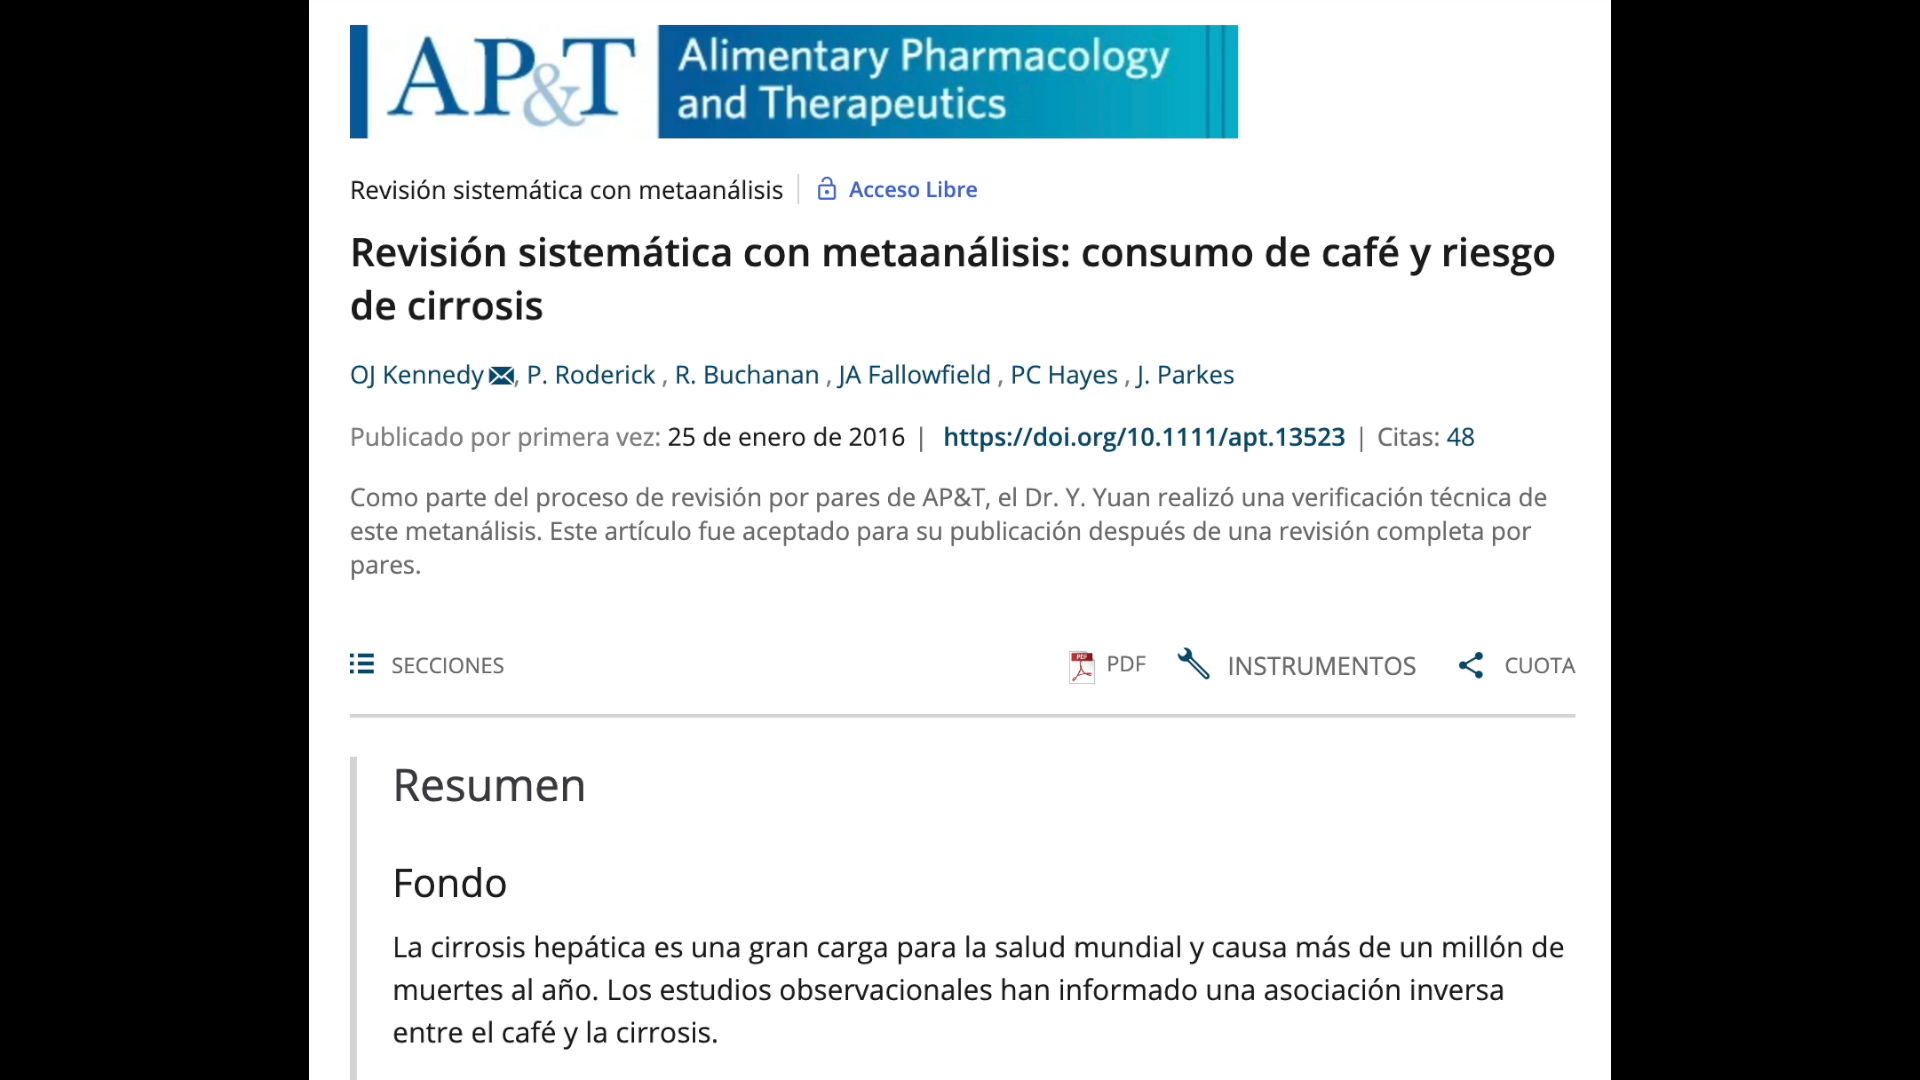 AP&T
Alimentary Pharmacology
and Therapeutics
Revisión sistemática con metaanálisis
Acceso Libre
Revisión sistemática con metaanálisis: consumo de café y riesgo
de cirrosis
OJ Kennedy , P. Roderick , R. Buchanan , JA Fallowfield , PC Hayes , J. Parkes
Publicado por primera vez: 25 de enero de 2016 | https://doi.org/10.1111/apt.13523 | Citas: 48
Como parte del proceso de revisión por pares de AP&T, el Dr. Y. Yuan realizó una verificación técnica de
este metanálisis. Este artículo fue aceptado para su publicación después de una revisión completa por
pares.
SECCIONES
PDF
INSTRUMENTOS
CUOTA
Resumen
Fondo
La cirrosis hepática es una gran carga para la salud mundial y causa más de un millón de
muertes al año. Los estudios observacionales han informado una asociación inversa
entre el café y la cirrosis.